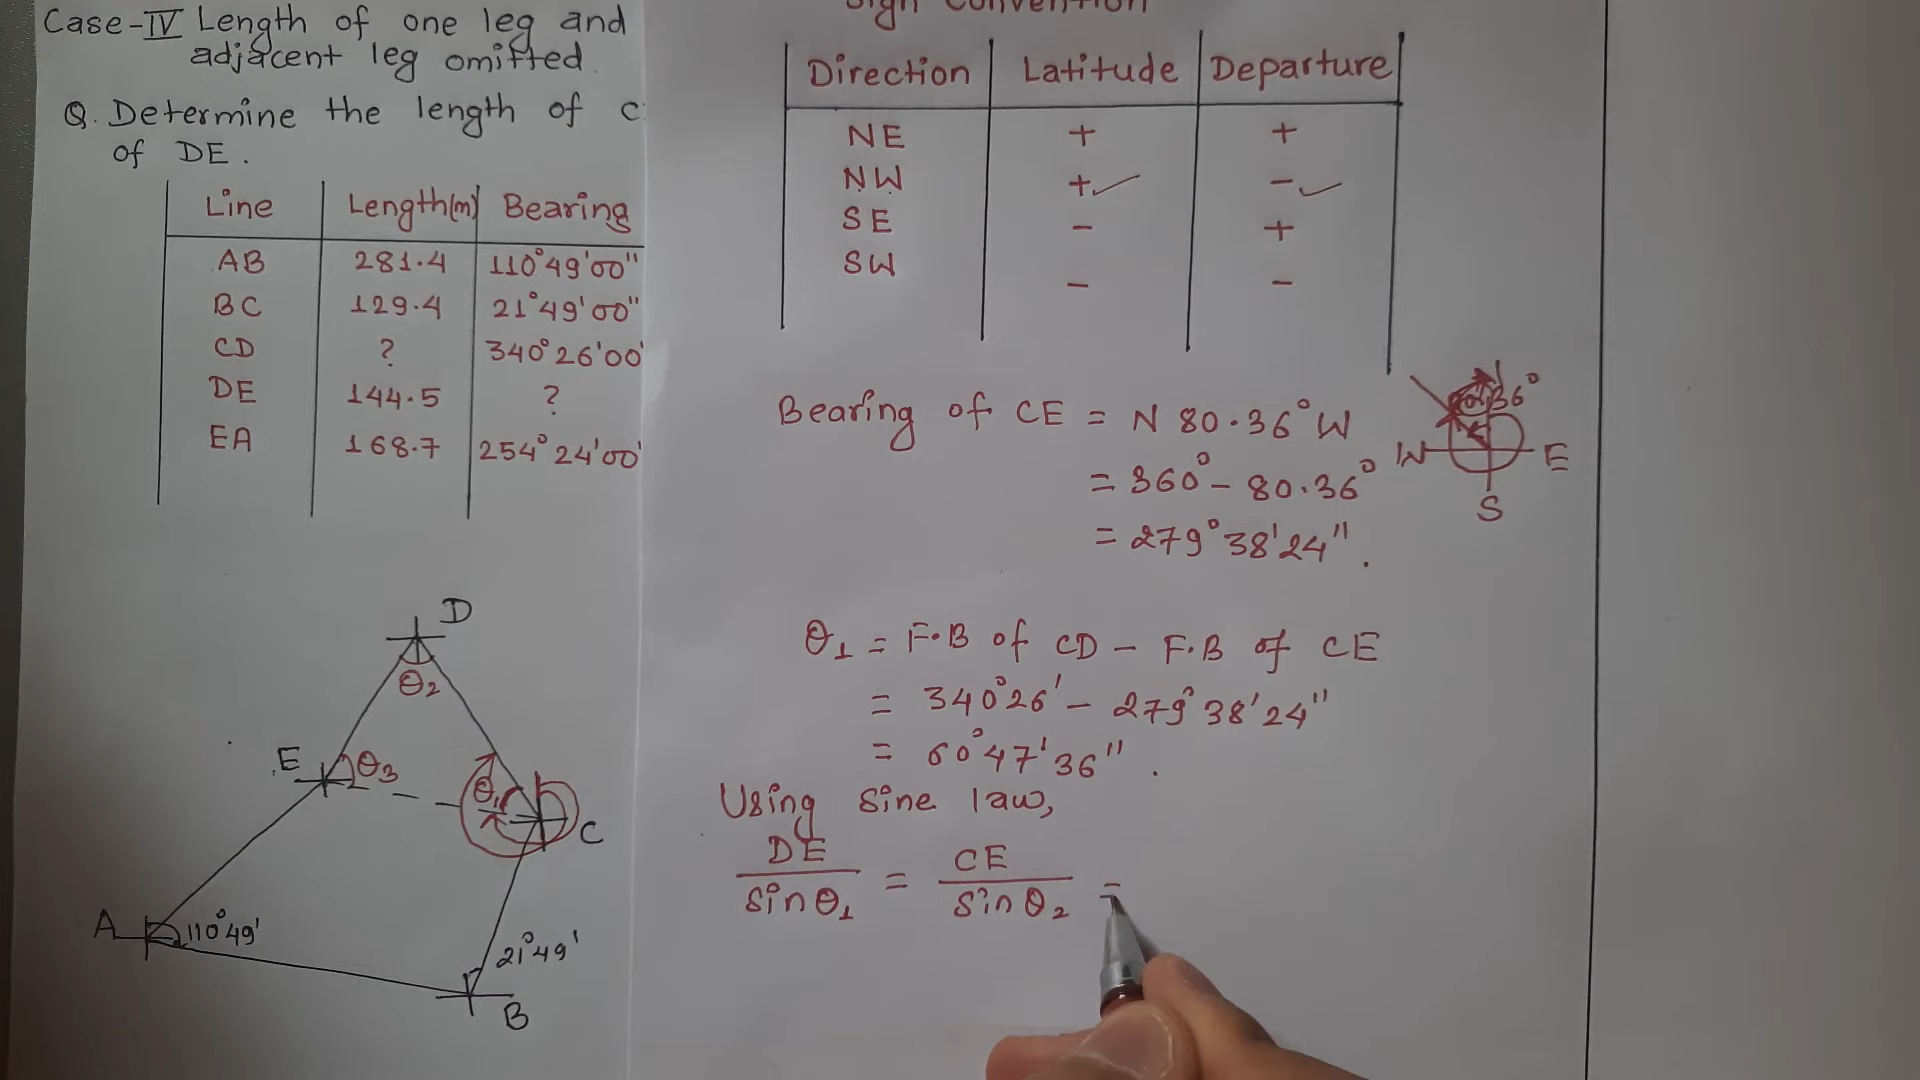 Case-IV Length of one leg and
adjacent leg omitted.
Q. Determine the length of c
of DE.
Line Length(m) Bearing
AB 281.4 110°49'00"
BC 129.4 21°49'00"
CD ? 340°26'00'
DE 144.5 ?
EA 168.7 254°24'00'
D
θ2
E θ3
θ1
C
A 110°49'
21°49'
B
Sign Convention
Direction Latitude Departure
NE + +
NW +✓ -✓
SE - +
SW - -
Bearing of CE = N 80.36° W
= 360° - 80.36°
= 279°38'24".
36°
W E
S
θ1 = F.B of CD - F.B of CE
= 340°26' - 279°38'24"
= 60°47'36".
Using sine law,
DE/sinθ1 = CE/sinθ2 =